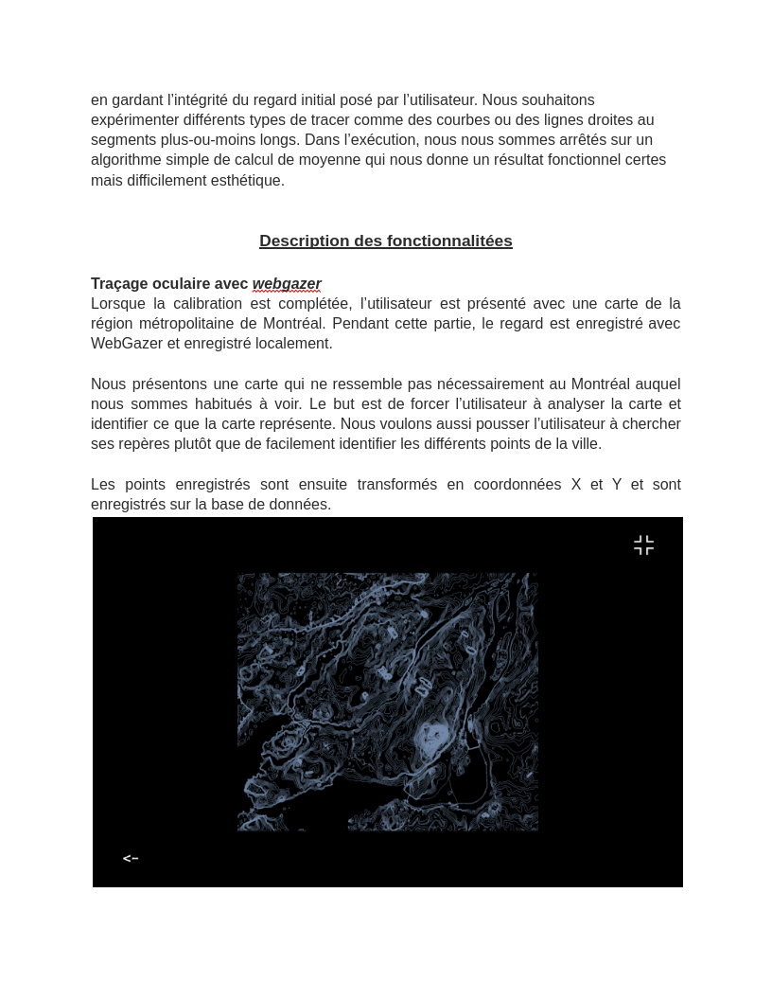 en gardant l’intégrité du regard initial posé par l’utilisateur. Nous souhaitons
expérimenter différents types de tracer comme des courbes ou des lignes droites au
segments plus-ou-moins longs. Dans l’exécution, nous nous sommes arrêtés sur un
algorithme simple de calcul de moyenne qui nous donne un résultat fonctionnel certes
mais difficilement esthétique.
Description des fonctionnalitées
Traçage oculaire avec webgazer
Lorsque la calibration est complétée, l’utilisateur est présenté avec une carte de la
région métropolitaine de Montréal. Pendant cette partie, le regard est enregistré avec
WebGazer et enregistré localement.
Nous présentons une carte qui ne ressemble pas nécessairement au Montréal auquel
nous sommes habitués à voir. Le but est de forcer l’utilisateur à analyser la carte et
identifier ce que la carte représente. Nous voulons aussi pousser l’utilisateur à chercher
ses repères plutôt que de facilement identifier les différents points de la ville.
Les points enregistrés sont ensuite transformés en coordonnées X et Y et sont
enregistrés sur la base de données.
<-